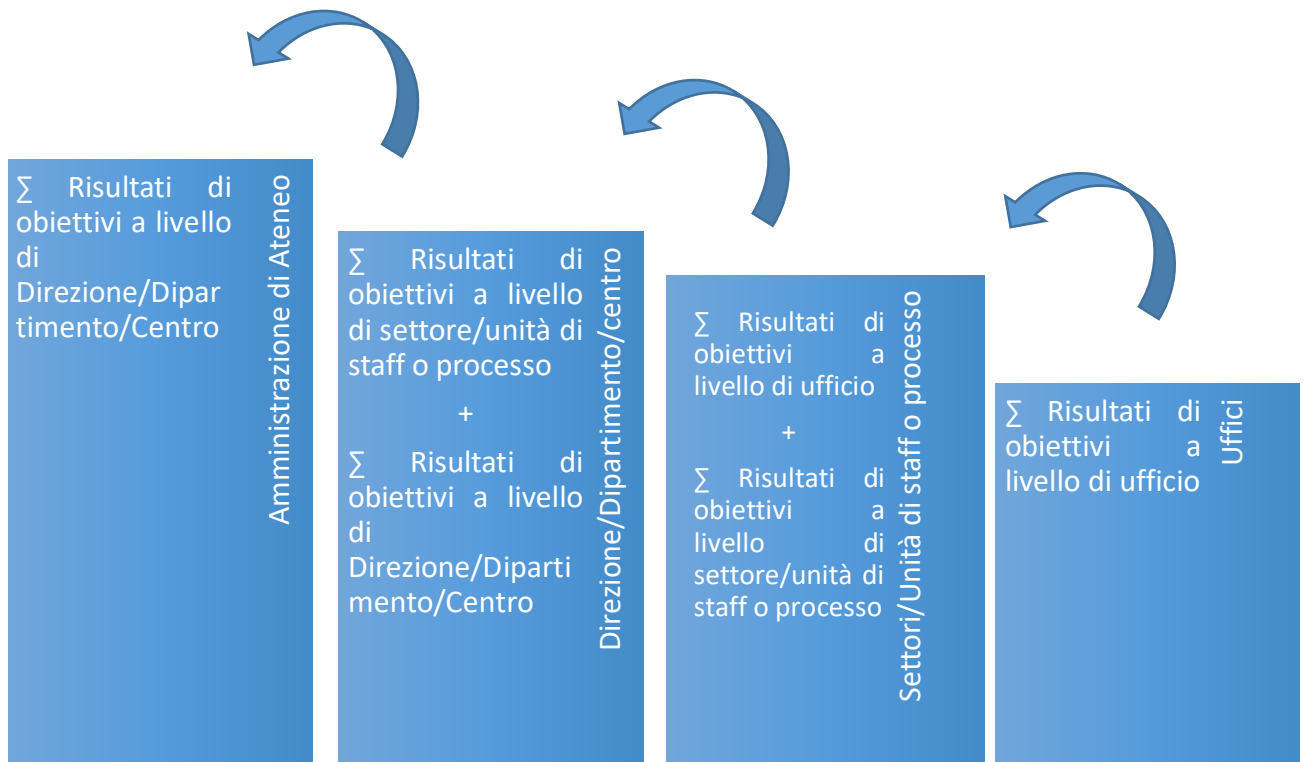 ∑ Risultati di
obiettivi a livello
di
Direzione/Dipar
timento/Centro
Amministrazione di Ateneo
∑ Risultati di
obiettivi a livello
di settore/unità di
staff o processo
+
∑ Risultati di
obiettivi a livello
di
Direzione/Diparti
mento/Centro
Direzione/Dipartimento/centro
∑ Risultati di
obiettivi a
livello di ufficio
+
∑ Risultati di
obiettivi a
livello di
settore/unità di
staff o processo
Settori/Unità di staff o processo
∑ Risultati di
obiettivi a
livello di ufficio
Uffici